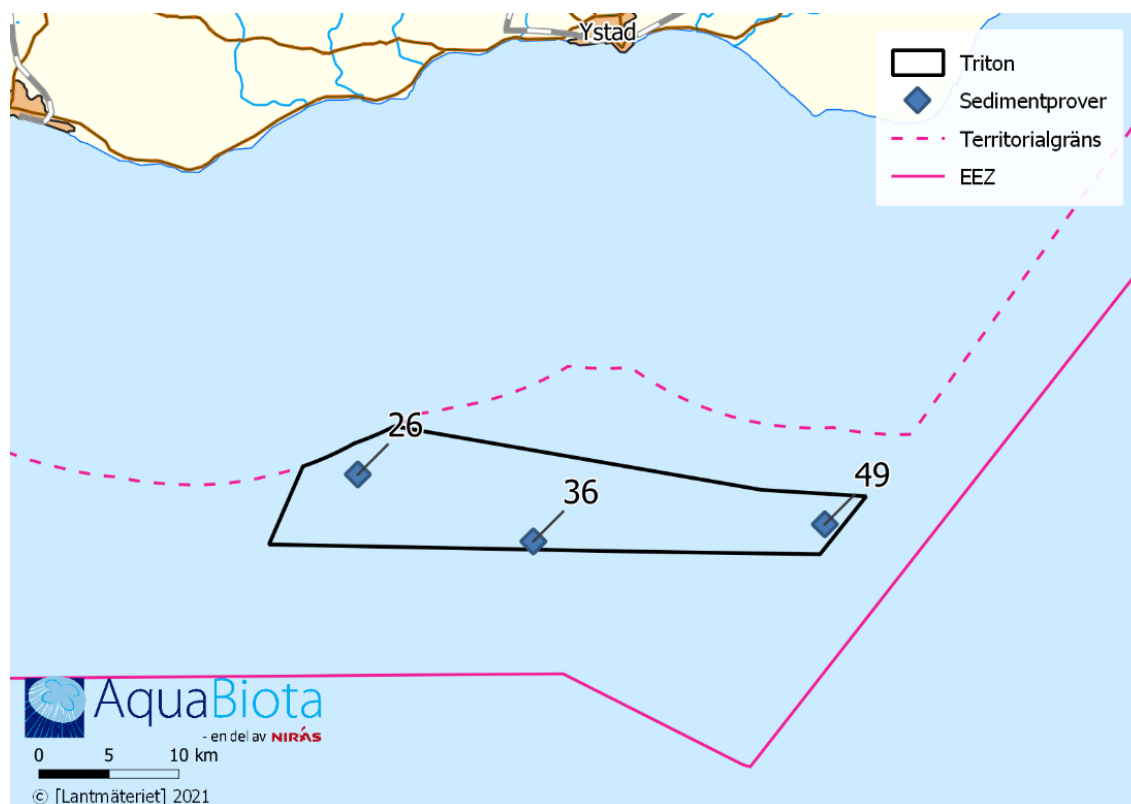 Ystad
Triton
Sedimentprover
Territorialgräns
EEZ
26
36
49
AquaBiota
- en del av NIRAS
0 5 10 km
© [Lantmäteriet] 2021